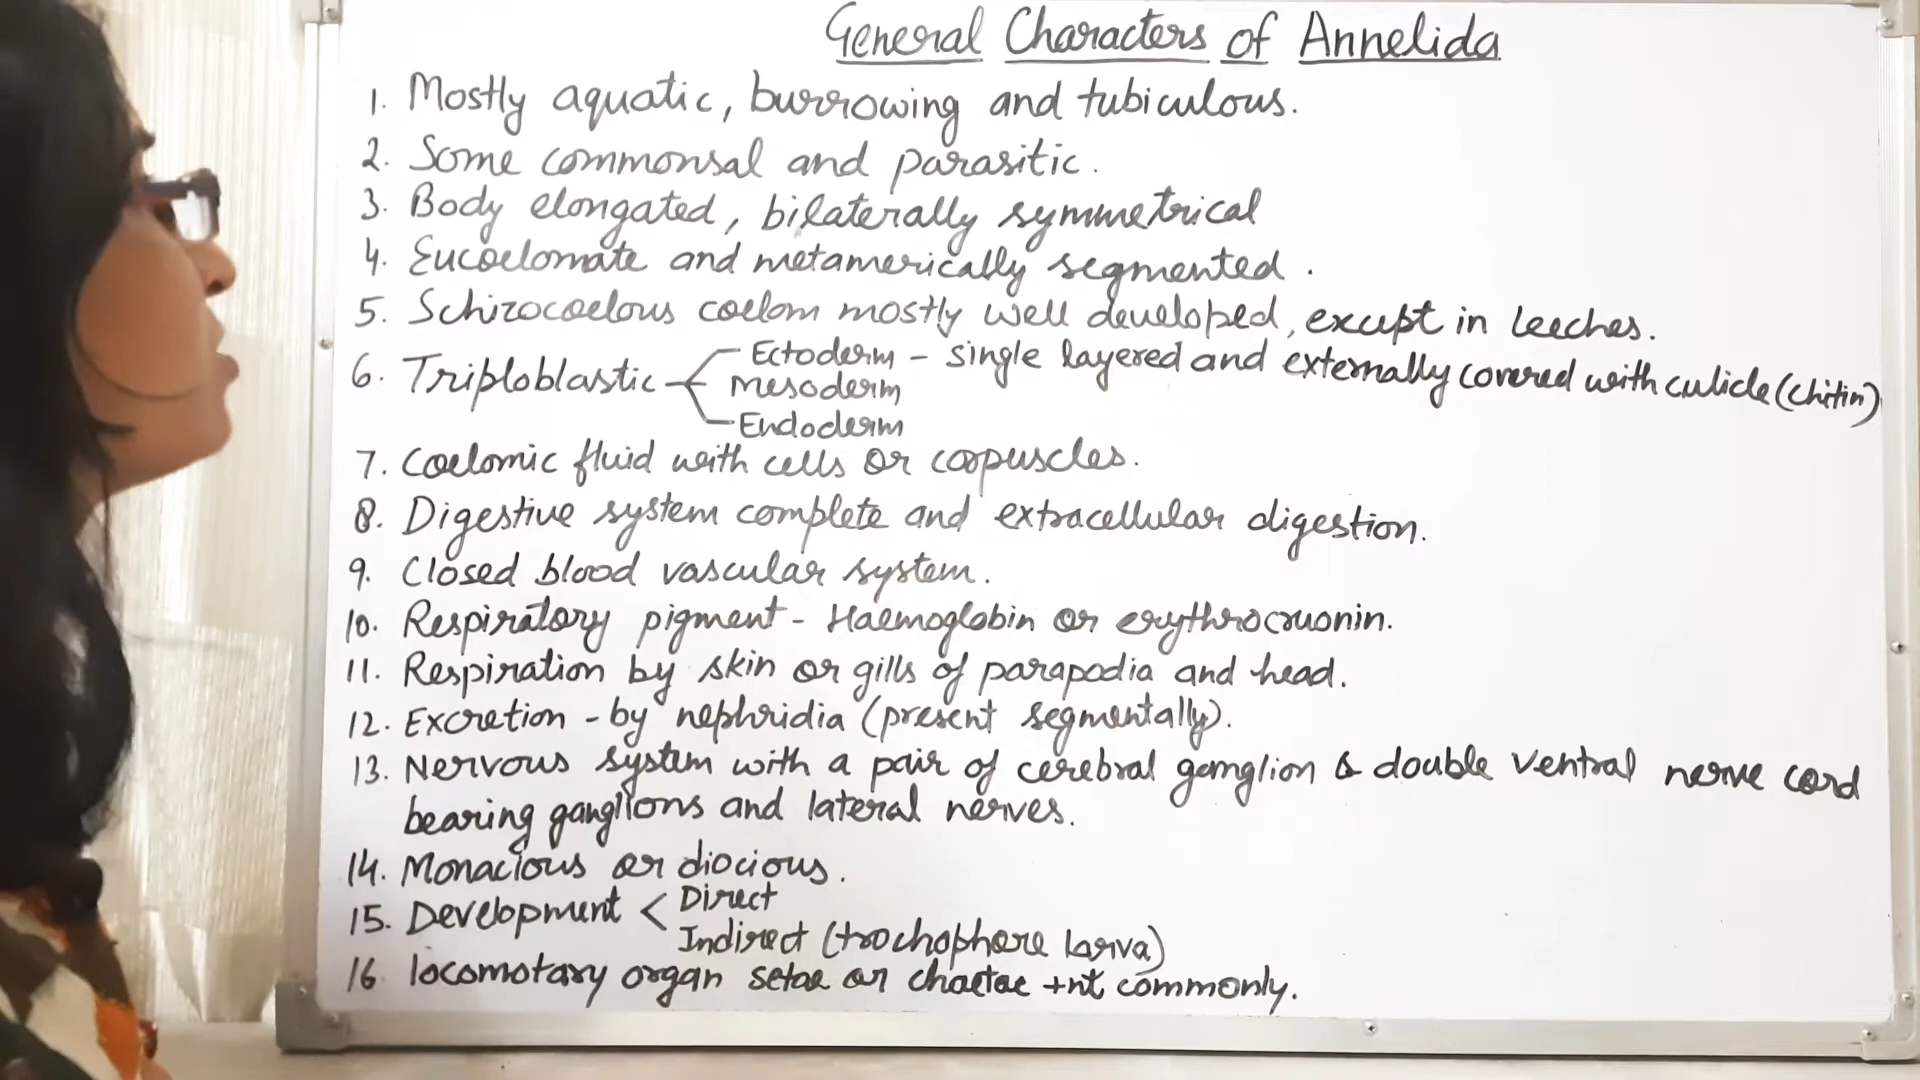 General Characters of Annelida
1. Mostly aquatic, burrowing and tubiculous.
2. Some commonsal and parasitic.
3. Body elongated, bilaterally symmetrical
4. Eucoelomate and metamerically segmented.
5. Schizocoelous coelom mostly well developed, except in leeches.
6. Triploblastic Ectoderm - single layered and externally covered with cuticle (chitin)
Mesoderm
Endoderm
7. Coelomic fluid with cells or corpuscles.
8. Digestive system complete and extracellular digestion.
9. Closed blood vascular system.
10. Respiratory pigment - Haemoglobin or erythrocruonin.
11. Respiration by skin or gills of parapodia and head.
12. Excretion - by nephridia (present segmentally).
13. Nervous system with a pair of cerebral ganglion & double ventral nerve cord
bearing ganglions and lateral nerves.
14. Monacious or diocious.
15. Development < Direct
Indirect (trochophore larva)
16. locomotary organ setae or chaetae +nt commonly.